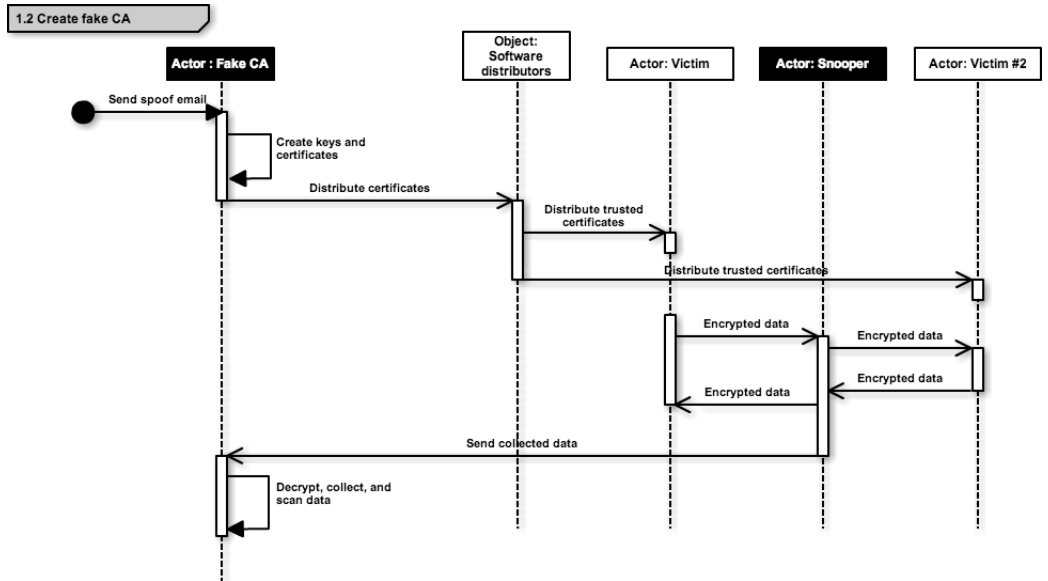 1.2 Create fake CA
Object:
Software
distributors
Actor : Fake CA
Actor: Victim
Actor: Snooper
Actor: Victim #2
Send spoof email
Create keys and
certificates
Distribute certificates
Distribute trusted
certificates
Distribute trusted certificates
Encrypted data
Encrypted data
Encrypted data
Encrypted data
Send collected data
Decrypt, collect, and
scan data